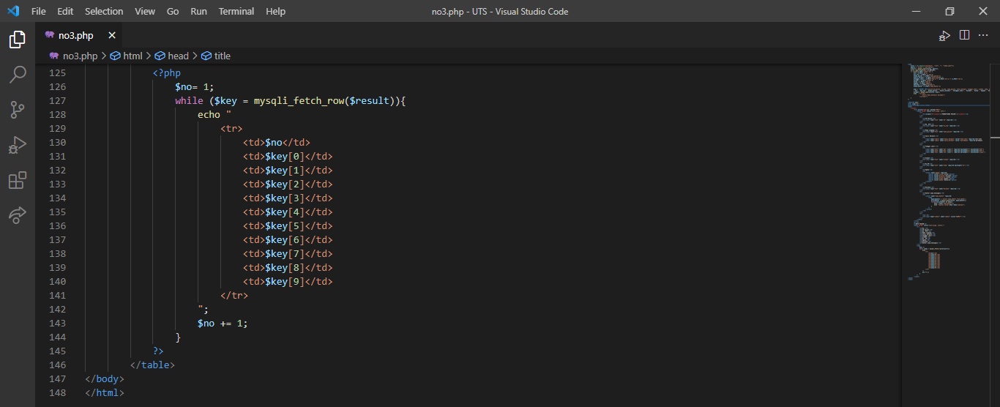 File Edit Selection View Go Run Terminal Help no3.php - UTS - Visual Studio Code
no3.php
no3.php > html > head > title
125 <?php
126 $no= 1;
127 while ($key = mysqli_fetch_row($result)){
128 echo "
129 <tr>
130 <td>$no</td>
131 <td>$key[0]</td>
132 <td>$key[1]</td>
133 <td>$key[2]</td>
134 <td>$key[3]</td>
135 <td>$key[4]</td>
136 <td>$key[5]</td>
137 <td>$key[6]</td>
138 <td>$key[7]</td>
139 <td>$key[8]</td>
140 <td>$key[9]</td>
141 </tr>
142 ";
143 $no += 1;
144 }
145 ?>
146 </table>
147 </body>
148 </html>